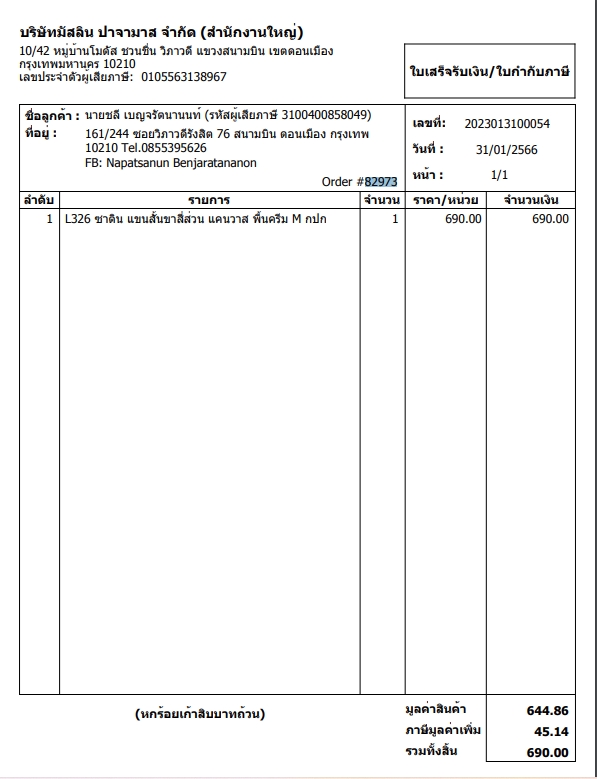 บริษัทมัสลิน ปาจามาส จำกัด (สำนักงานใหญ่)
10/42 หมู่บ้านโมดัส ชวนชื่น วิภาวดี แขวงสนามบิน เขตดอนเมือง
กรุงเทพมหานคร 10210
เลขประจำตัวผู้เสียภาษี: 0105563138967
ใบเสร็จรับเงิน/ใบกำกับภาษี
ชื่อลูกค้า : นายชลี เบญจรัตนานนท์ (รหัสผู้เสียภาษี 3100400858049)
ที่อยู่ : 161/244 ซอยวิภาวดีรังสิต 76 สนามบิน ดอนเมือง กรุงเทพ
10210 Tel.0855395626
FB: Napatsanun Benjaratananon
Order #82973
เลขที่: 2023013100054
วันที่ : 31/01/2566
หน้า : 1/1
ลำดับ รายการ จำนวน ราคา/หน่วย จำนวนเงิน
1 L326 ซาติน แขนสั้นขาสี่ส่วน แคนวาส พื้นครีม M กปก 1 690.00 690.00
(หกร้อยเก้าสิบบาทถ้วน)
มูลค่าสินค้า 644.86
ภาษีมูลค่าเพิ่ม 45.14
รวมทั้งสิ้น 690.00